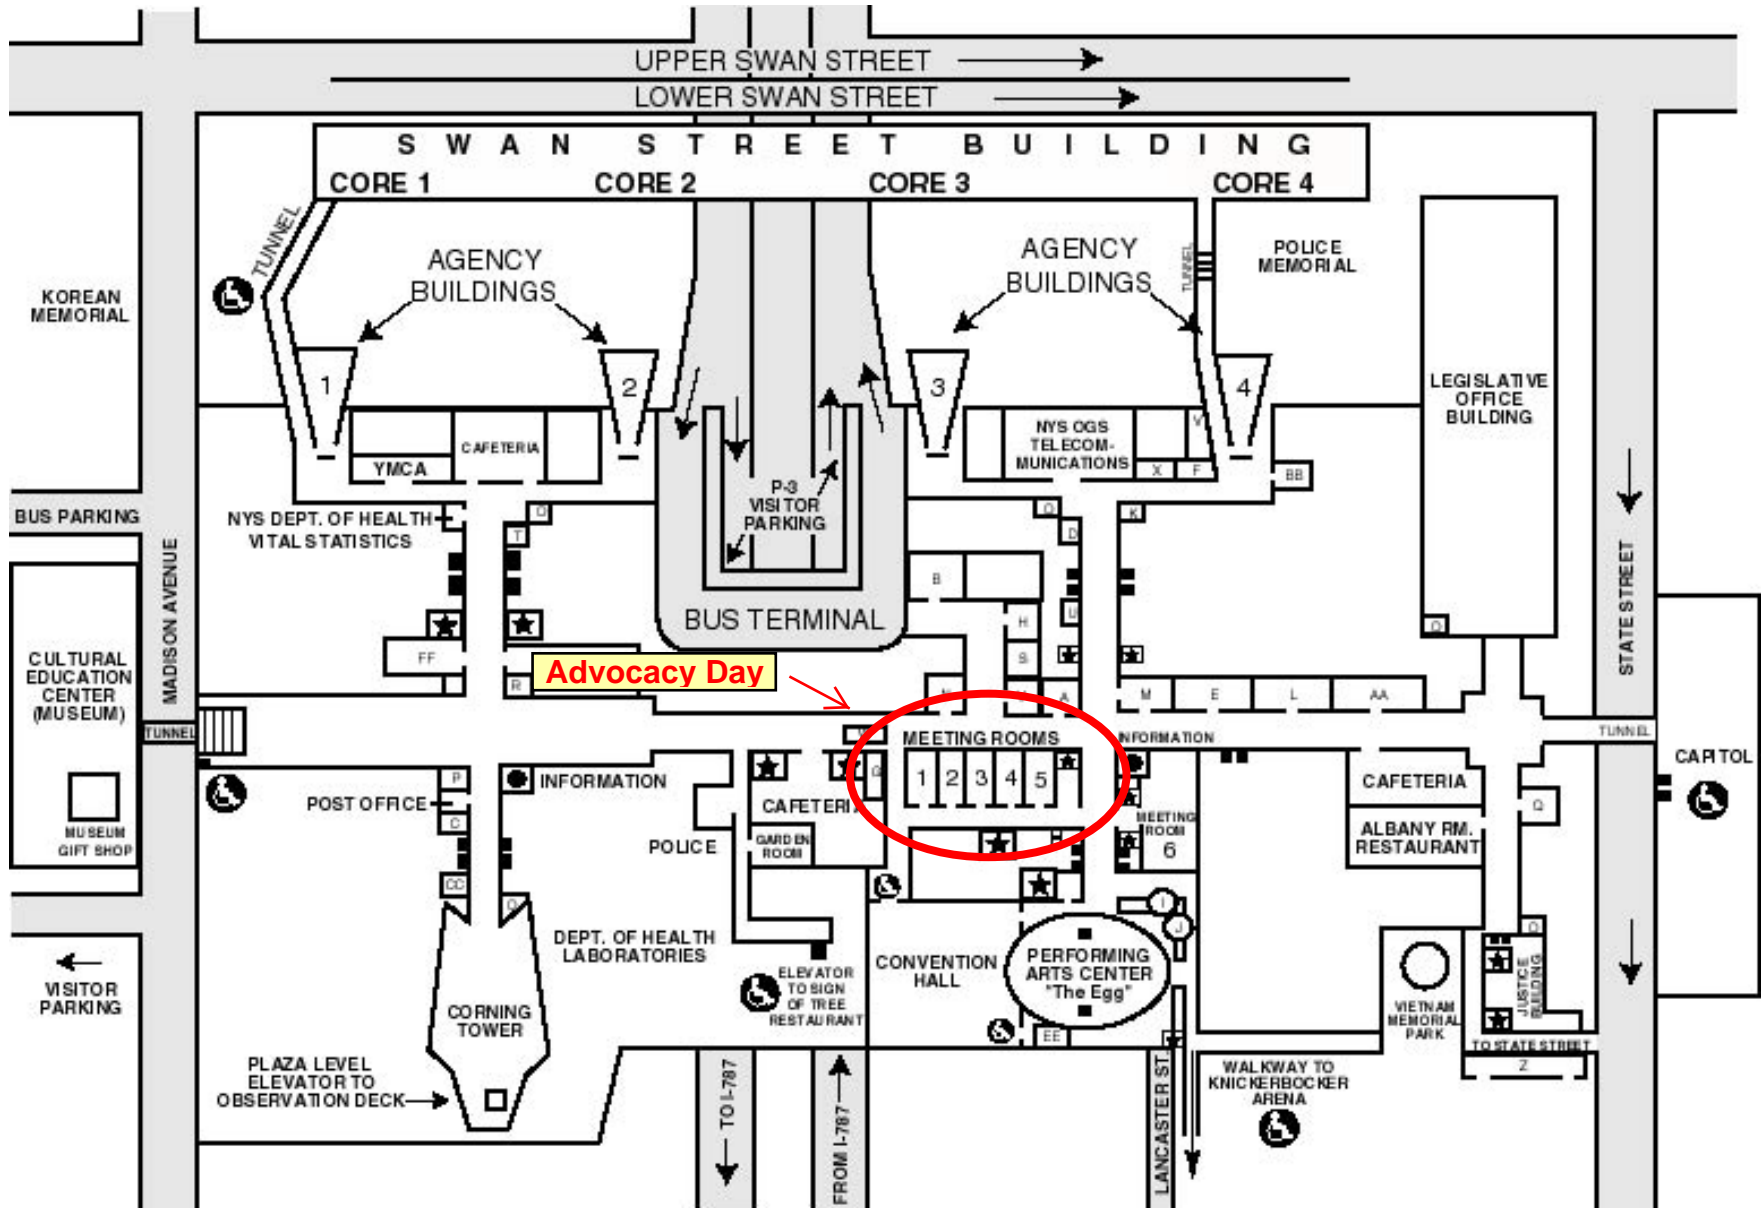 UPPER SWAN STREET
LOWER SWAN STREET
SWAN STREET BUILDING
CORE 1 CORE 2 CORE 3 CORE 4
TUNNEL
AGENCY
BUILDINGS
AGENCY
BUILDINGS
TUNNEL
POLICE
MEMORIAL
KOREAN
MEMORIAL
1
2
3
4
LEGISLATIVE
OFFICE
BUILDING
CAFETERIA
YMCA
NYS OGS
TELECOM-
MUNICATIONS
V
X
F
BB
P-3
VISITOR
PARKING
BUS PARKING
NYS DEPT. OF HEALTH
VITAL STATISTICS
T
K
D
B
H
U
S
BUS TERMINAL
MADISON AVENUE
STATE STREET
CULTURAL
EDUCATION
CENTER
(MUSEUM)
FF
R
Advocacy Day
A
M
E
L
AA
TUNNEL
MEETING ROOMS
INFORMATION
TUNNEL
1 2 3 4 5
G
CAPITOL
P
INFORMATION
POST OFFICE
C
CAFETERIA
GARDEN
ROOM
POLICE
MEETING
ROOM
6
CAFETERIA
ALBANY RM.
RESTAURANT
Q
MUSEUM
GIFT SHOP
CC
I
J
DEPT. OF HEALTH
LABORATORIES
CONVENTION
HALL
PERFORMING
ARTS CENTER
"The Egg"
EE
ELEVATOR
TO SIGN
OF TREE
RESTAURANT
VISITOR
PARKING
CORNING
TOWER
VIETNAM
MEMORIAL
PARK
JUSTICE
BUILDING
TO STATE STREET
Z
PLAZA LEVEL
ELEVATOR TO
OBSERVATION DECK
TO I-787
FROM I-787
LANCASTER ST.
WALKWAY TO
KNICKERBOCKER
ARENA